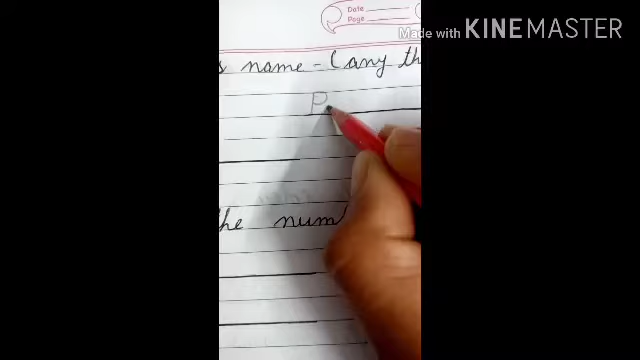 Date
Page
Made with KINEMASTER
name - (any th
P
he num